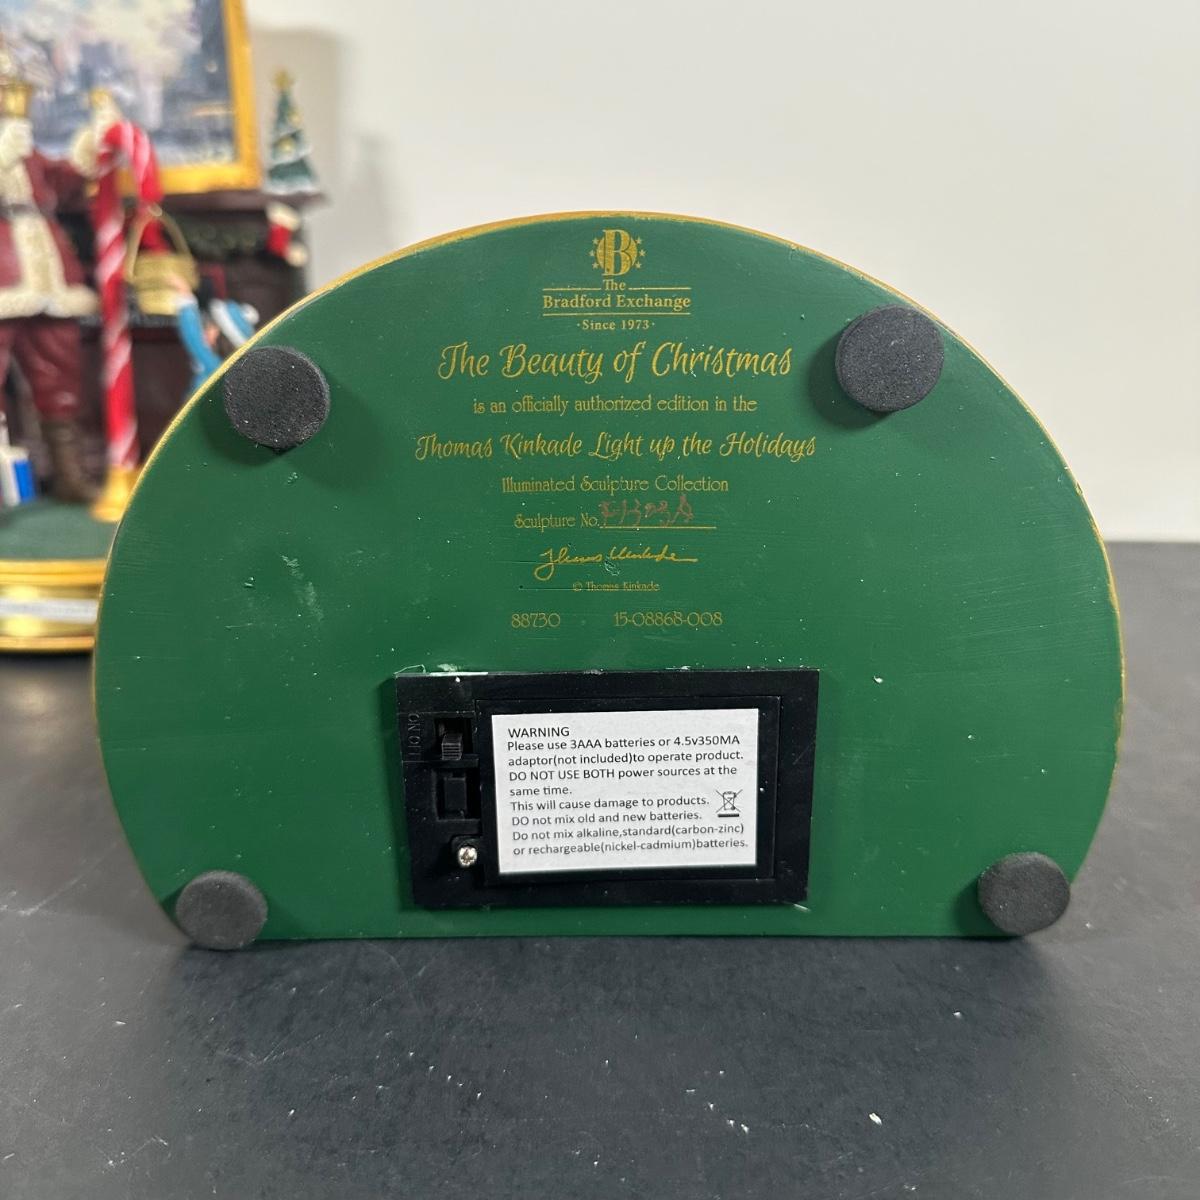 B
The
Bradford Exchange
·Since 1973·
The Beauty of Christmas
is an officially authorized edition in the
Thomas Kinkade Light up the Holidays
Illuminated Sculpture Collection
Sculpture No.
Thomas Kinkade
© Thomas Kinkade
88730 15-08868-008
WARNING
Please use 3AAA batteries or 4.5v350MA
adaptor(not included)to operate product.
DO NOT USE BOTH power sources at the
same time.
This will cause damage to products.
DO not mix old and new batteries.
Do not mix alkaline,standard(carbon-zinc)
or rechargeable(nickel-cadmium)batteries.